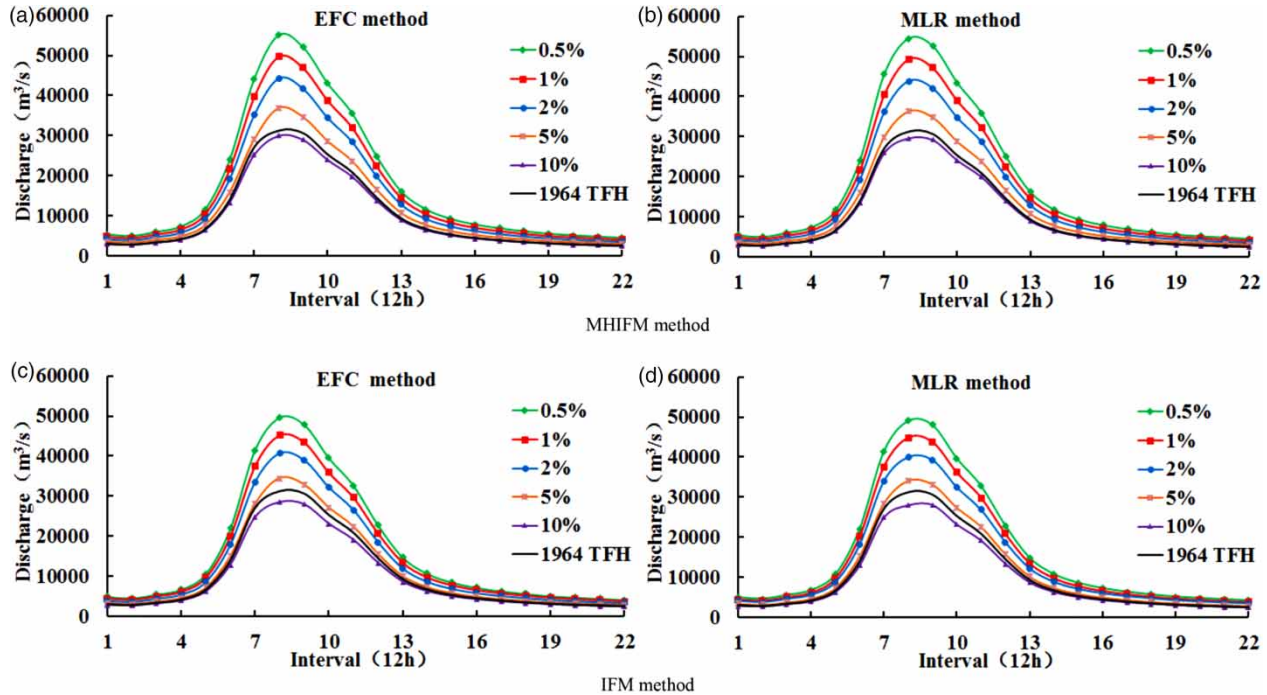 (a)
EFC method
Discharge（m³/s）
60000
50000
40000
30000
20000
10000
0
0.5%
1%
2%
5%
10%
1964 TFH
1 4 7 10 13 16 19 22
Interval（12h）
(b)
MLR method
Discharge（m³/s）
60000
50000
40000
30000
20000
10000
0
0.5%
1%
2%
5%
10%
1964 TFH
1 4 7 10 13 16 19 22
Interval（12h）
MHIFM method
(c)
EFC method
Discharge（m³/s）
60000
50000
40000
30000
20000
10000
0
0.5%
1%
2%
5%
10%
1964 TFH
1 4 7 10 13 16 19 22
Interval（12h）
(d)
MLR method
Discharge（m³/s）
60000
50000
40000
30000
20000
10000
0
0.5%
1%
2%
5%
10%
1964 TFH
1 4 7 10 13 16 19 22
Interval（12h）
IFM method